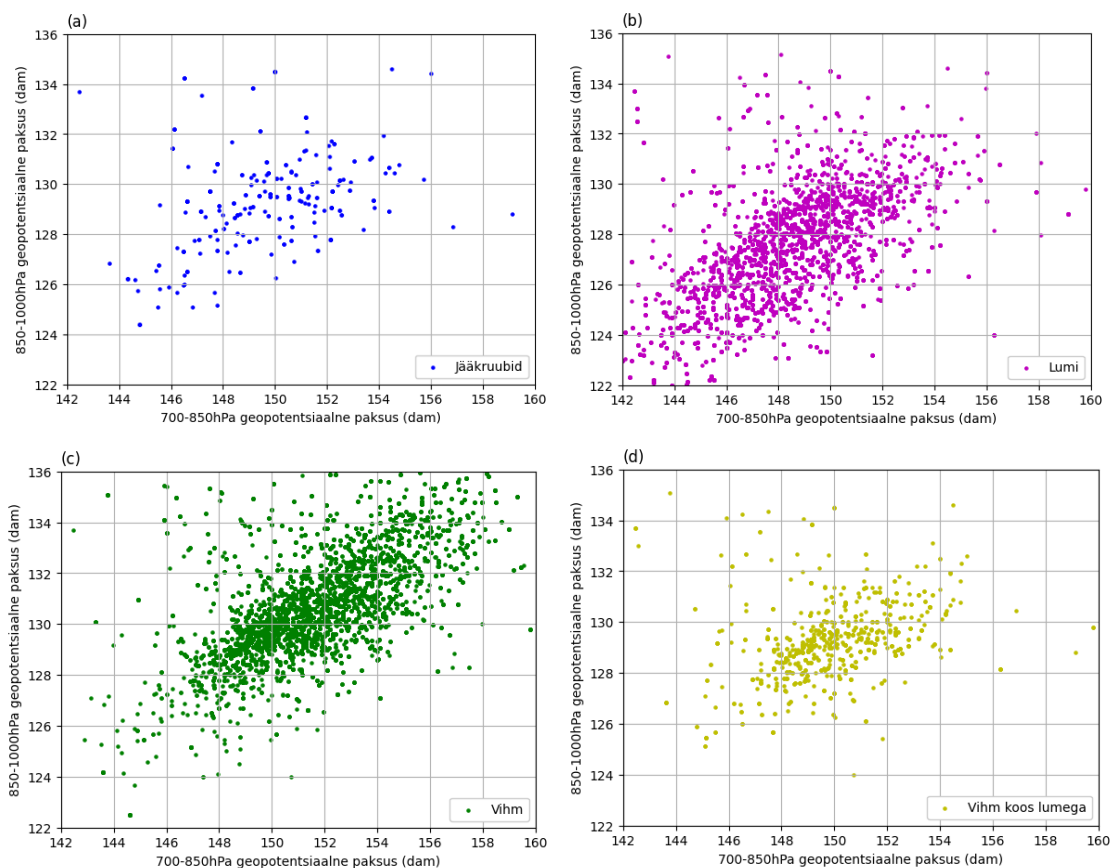 (a)
136
134
132
130
128
126
124
122
850-1000hPa geopotentsiaalne paksus (dam)
142 144 146 148 150 152 154 156 158 160
700-850hPa geopotentsiaalne paksus (dam)
Jääkruubid
(b)
136
134
132
130
128
126
124
122
850-1000hPa geopotentsiaalne paksus (dam)
142 144 146 148 150 152 154 156 158 160
700-850hPa geopotentsiaalne paksus (dam)
Lumi
(c)
136
134
132
130
128
126
124
122
850-1000hPa geopotentsiaalne paksus (dam)
142 144 146 148 150 152 154 156 158 160
700-850hPa geopotentsiaalne paksus (dam)
Vihm
(d)
136
134
132
130
128
126
124
122
850-1000hPa geopotentsiaalne paksus (dam)
142 144 146 148 150 152 154 156 158 160
700-850hPa geopotentsiaalne paksus (dam)
Vihm koos lumega